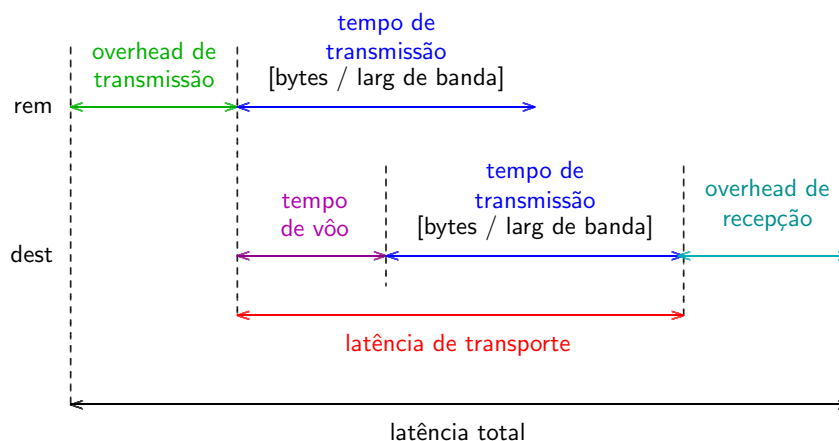 tempo de
transmissão
[bytes / larg de banda]
overhead de
transmissão
rem
tempo de
transmissão
[bytes / larg de banda]
overhead de
recepção
tempo
de vôo
dest
latência de transporte
latência total